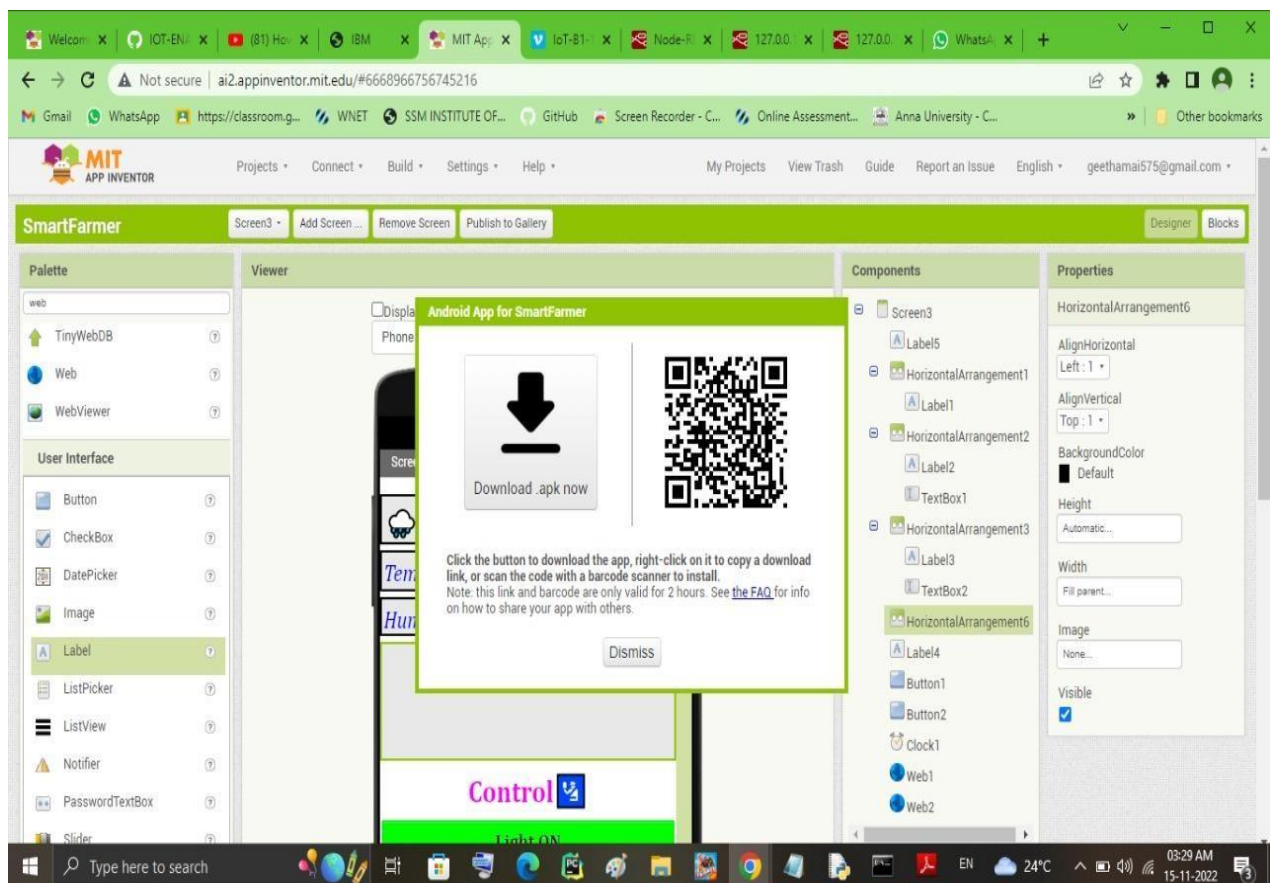 Welcom
IOT-EN
(81) Hov
IBM
MIT App
IoT-B1-
Node-R
127.0.0.
127.0.0.
WhatsA
Not secure | ai2.appinventor.mit.edu/#6668966756745216
Gmail
WhatsApp
https://classroom.g...
WNET
SSM INSTITUTE OF...
GitHub
Screen Recorder - C...
Online Assessment...
Anna University - C...
»
Other bookmarks
MIT
APP INVENTOR
Projects
Connect
Build
Settings
Help
My Projects
View Trash
Guide
Report an Issue
English
geethamai575@gmail.com
SmartFarmer
Screen3
Add Screen ...
Remove Screen
Publish to Gallery
Designer
Blocks
Palette
web
TinyWebDB
Web
WebViewer
User Interface
Button
CheckBox
DatePicker
Image
Label
ListPicker
ListView
Notifier
PasswordTextBox
Slider
Viewer
Displa
Phone
Scree
Tem
Hum
Control
Light ON
Android App for SmartFarmer
Download .apk now
Click the button to download the app, right-click on it to copy a download
link, or scan the code with a barcode scanner to install.
Note: this link and barcode are only valid for 2 hours. See the FAQ for info
on how to share your app with others.
Dismiss
Components
Screen3
Label5
HorizontalArrangement1
Label1
HorizontalArrangement2
Label2
TextBox1
HorizontalArrangement3
Label3
TextBox2
HorizontalArrangement6
Label4
Button1
Button2
Clock1
Web1
Web2
Properties
HorizontalArrangement6
AlignHorizontal
Left : 1
AlignVertical
Top : 1
BackgroundColor
Default
Height
Automatic...
Width
Fill parent...
Image
None...
Visible
Type here to search
EN
24°C
03:29 AM
15-11-2022
3